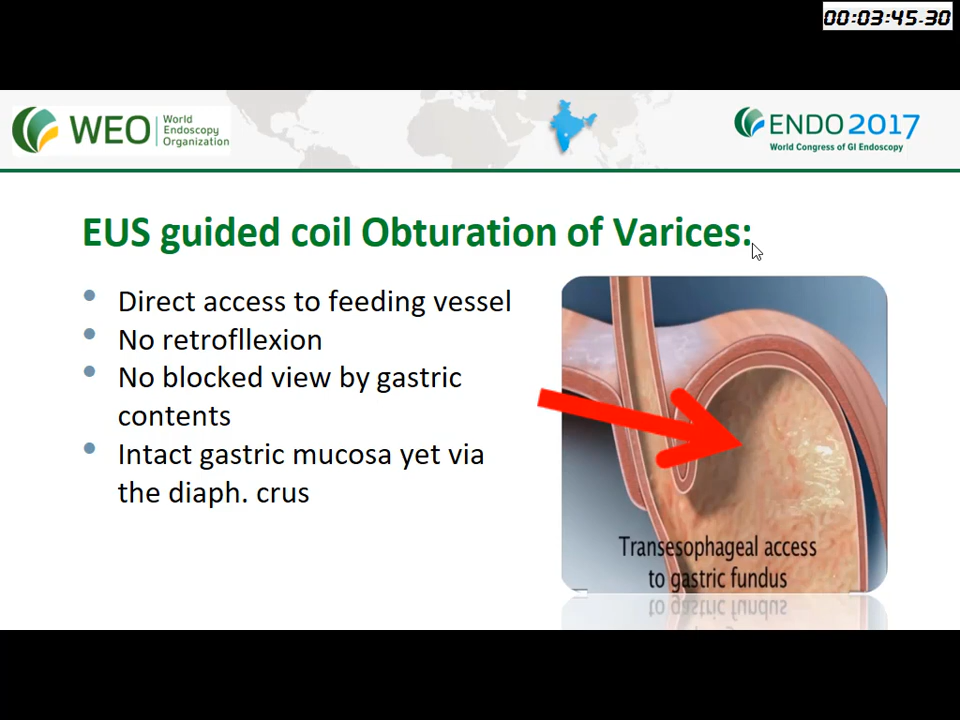 00:03:45.30
WEO
World
Endoscopy
Organization
ENDO 2017
World Congress of GI Endoscopy
EUS guided coil Obturation of Varices:
• Direct access to feeding vessel
• No retrofllexion
• No blocked view by gastric
contents
• Intact gastric mucosa yet via
the diaph. crus
Transesophageal access
to gastric fundus